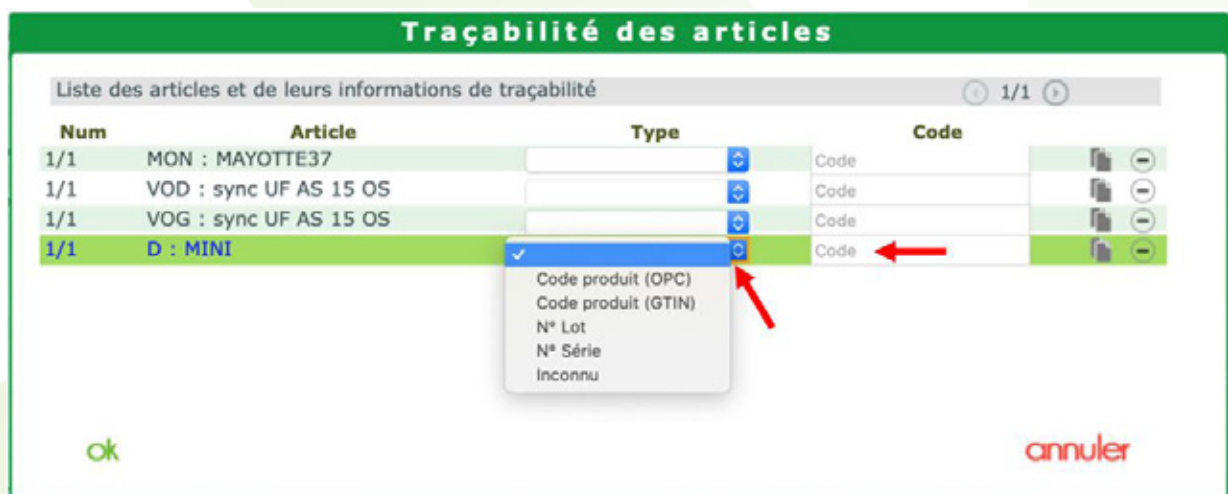 Traçabilité des articles
Liste des articles et de leurs informations de traçabilité 1/1
Num Article Type Code
1/1 MON : MAYOTTE37 Code
1/1 VOD : sync UF AS 15 OS Code
1/1 VOG : sync UF AS 15 OS Code
1/1 D : MINI Code
Code produit (OPC)
Code produit (GTIN)
N° Lot
N° Série
Inconnu
ok annuler